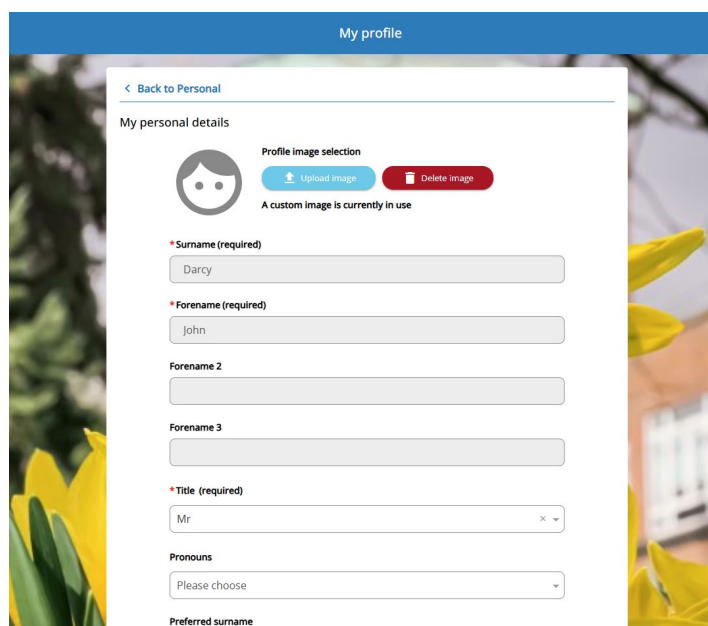 My profile
Back to Personal
My personal details
Profile image selection
Upload image Delete image
A custom image is currently in use
*Surname (required)
Darcy
*Forename (required)
John
Forename 2
Forename 3
*Title (required)
Mr
Pronouns
Please choose
Preferred surname